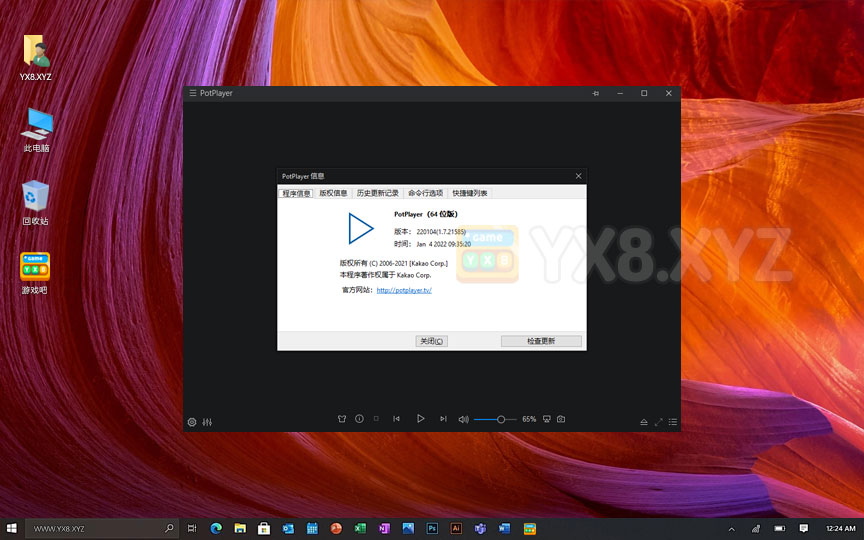 YX8.XYZ
此电脑
回收站
game
YX8
游戏吧
PotPlayer
PotPlayer 信息
程序信息 版权信息 历史更新记录 命令行选项 快捷键列表
PotPlayer (64 位版)
版本: 220104(1.7.21585)
时间: Jan 4 2022 09:35:20
版权所有 (C) 2006-2021 [Kakao Corp.]
本程序著作权属于 Kakao Corp.
官方网站: http://potplayer.tv/
关闭(C) 检查更新
game
YX8
YX8.XYZ
65%
WWW.YX8.XYZ
Ps
Ai
12:24 AM